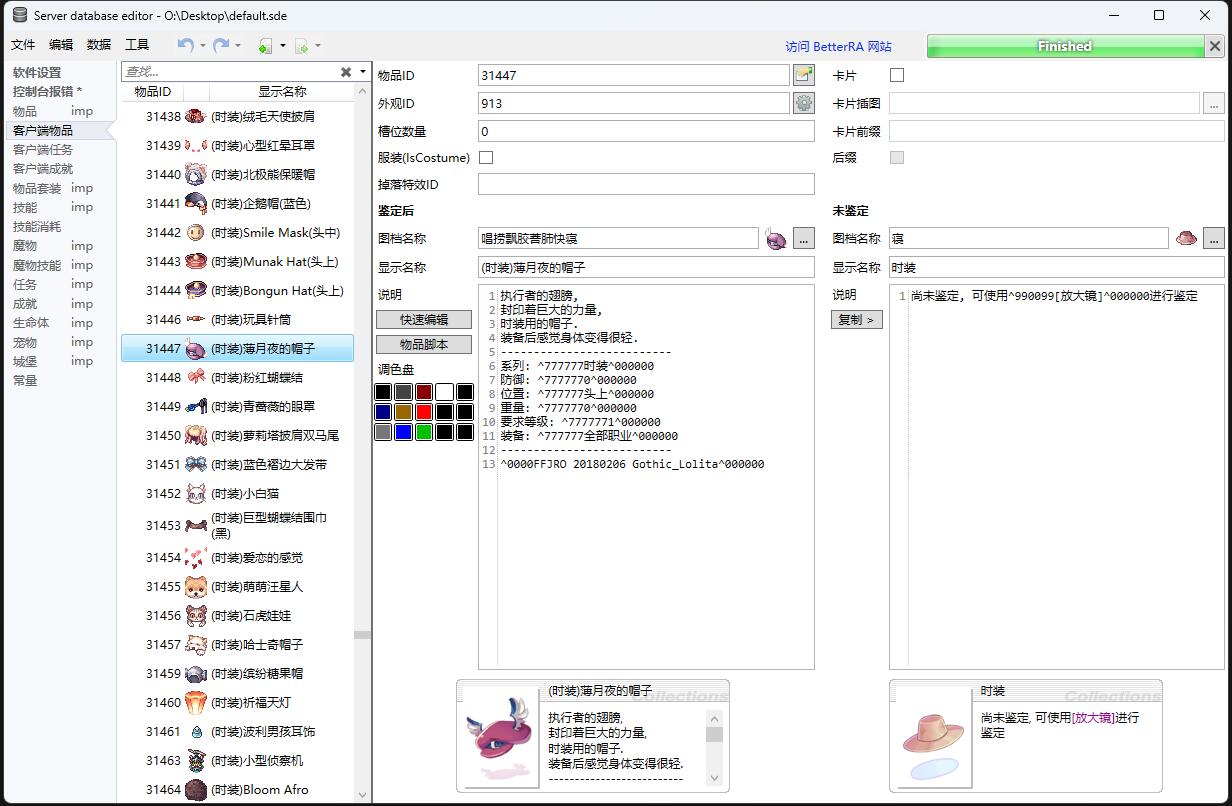 Server database editor - O:\Desktop\default.sde
文件 编辑 数据 工具
访问 BetterRA 网站
Finished
软件设置
控制台报错 *
物品 imp
客户端物品
客户端任务
客户端成就
物品套装 imp
技能 imp
技能消耗
魔物 imp
魔物技能 imp
任务 imp
成就 imp
生命体 imp
宠物 imp
城堡 imp
常量
查找...
物品ID 显示名称
31438 (时装)绒毛天使披肩
31439 (时装)心型红晕耳罩
31440 (时装)北极熊保暖帽
31441 (时装)企鹅帽(蓝色)
31442 (时装)Smile Mask(头中)
31443 (时装)Munak Hat(头上)
31444 (时装)Bongun Hat(头上)
31446 (时装)玩具针筒
31447 (时装)薄月夜的帽子
31448 (时装)粉红蝴蝶结
31449 (时装)青蔷薇的眼罩
31450 (时装)萝莉塔披肩双马尾
31451 (时装)蓝色褶边大发带
31452 (时装)小白猫
31453 (时装)巨型蝴蝶结围巾
(黑)
31454 (时装)爱恋的感觉
31455 (时装)萌萌汪星人
31456 (时装)石虎娃娃
31457 (时装)哈士奇帽子
31459 (时装)缤纷糖果帽
31460 (时装)祈福天灯
31461 (时装)波利男孩耳饰
31463 (时装)小型侦察机
31464 (时装)Bloom Afro
物品ID 31447
外观ID 913
槽位数量 0
服装(IsCostume)
掉落特效ID
卡片
卡片插图 ...
卡片前缀
后缀
鉴定后
图档名称 唱捞飘胶菩肺快寝 ...
显示名称 (时装)薄月夜的帽子
说明
快速编辑
物品脚本
调色盘
1 执行者的翅膀,
2 封印着巨大的力量,
3 时装用的帽子.
4 装备后感觉身体变得很轻.
5 --------------------------
6 系列: ^777777时装^000000
7 防御: ^7777770^000000
8 位置: ^777777头上^000000
9 重量: ^7777770^000000
10 要求等级: ^7777771^000000
11 装备: ^777777全部职业^000000
12 --------------------------
13 ^0000FFJRO 20180206 Gothic_Lolita^000000
未鉴定
图档名称 寝 ...
显示名称 时装
说明
复制 >
1 尚未鉴定, 可使用^990099[放大镜]^000000进行鉴定
(时装)薄月夜的帽子
Collections
执行者的翅膀,
封印着巨大的力量,
时装用的帽子.
装备后感觉身体变得很轻.
--------------------------
时装
Collections
尚未鉴定, 可使用[放大镜]进行
鉴定